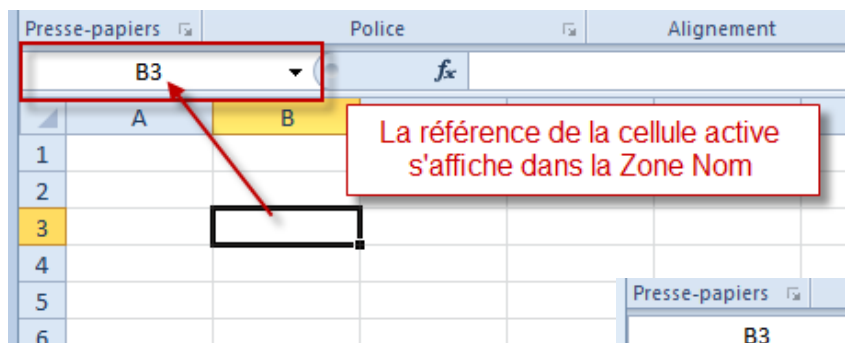 Presse-papiers Police Alignement
B3 fx
A B
La référence de la cellule active
s'affiche dans la Zone Nom
1
2
3
4
5
Presse-papiers
6
B3